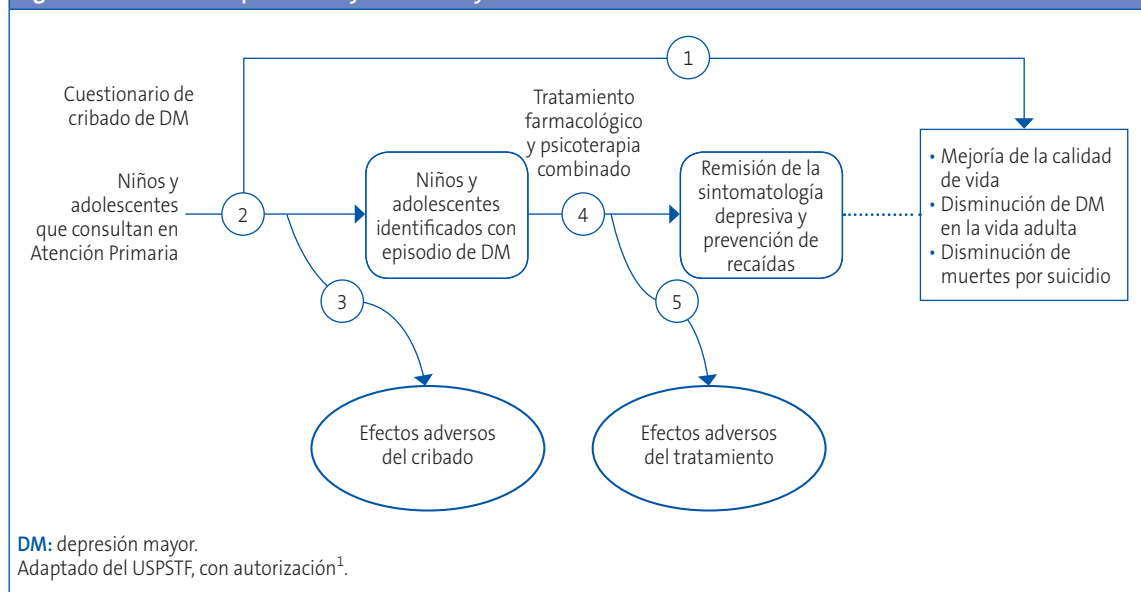 1
Cuestionario de
cribado de DM
Niños y
adolescentes
que consultan en
Atención Primaria
2
Niños y
adolescentes
identificados con
episodio de DM
Tratamiento
farmacológico
y psicoterapia
combinado
4
Remisión de la
sintomatología
depresiva y
prevención de
recaídas
• Mejoría de la calidad
de vida
• Disminución de DM
en la vida adulta
• Disminución de
muertes por suicidio
3
5
Efectos adversos
del cribado
Efectos adversos
del tratamiento
DM: depresión mayor.
Adaptado del USPSTF, con autorización1.